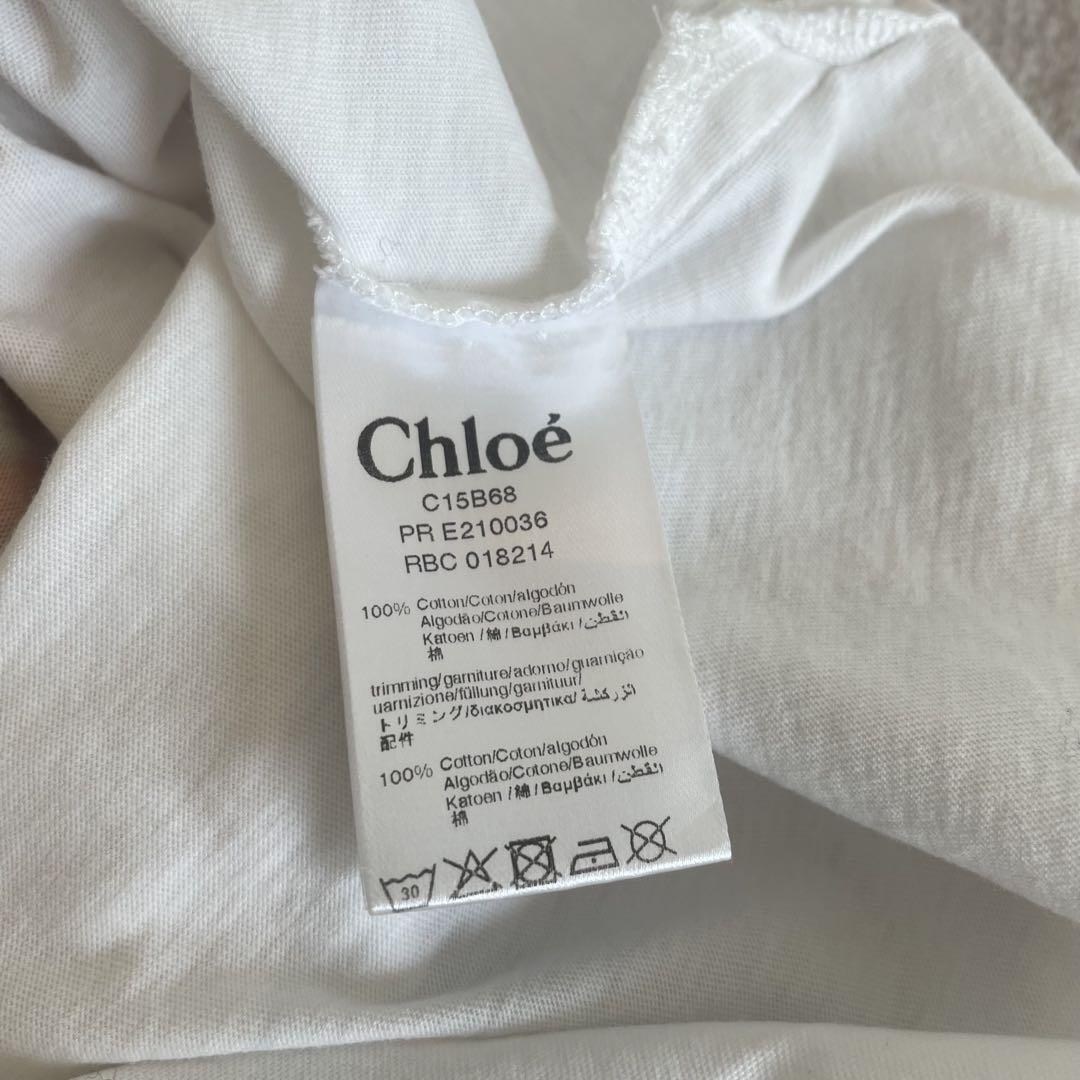 Chloé
C15B68
PR E210036
RBC 018214
100% Cotton/Coton/algodón
Algodão/Cotone/Baumwolle
Katoen /綿/Βαμβάκι /القطن/
棉
trimming/garniture/adorno/guarnição
uarnizione/füllung/garnituur/
トリミング/διακοσμητικα/ الزركشة/
配件
100% Cotton/Coton/algodón
Algodão/Cotone/Baumwolle
Katoen /綿/Βαμβάκι /القطن/
棉
30